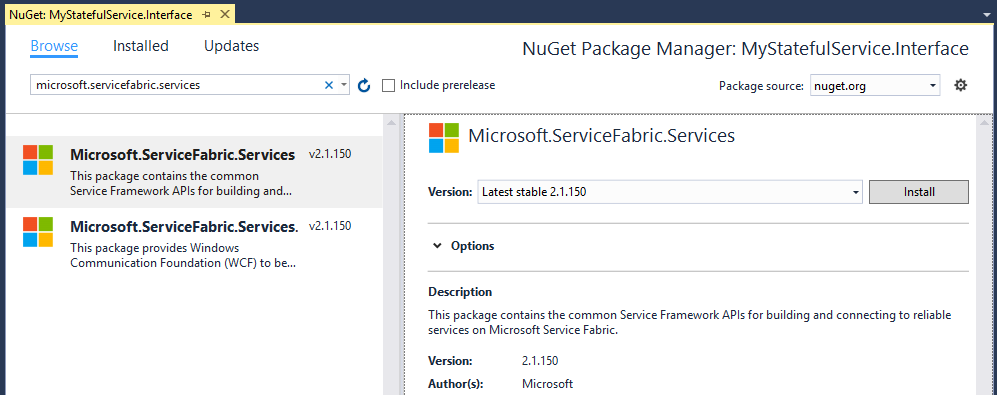 NuGet: MyStatefulService.Interface
Browse Installed Updates
NuGet Package Manager: MyStatefulService.Interface
microsoft.servicefabric.services
Include prerelease
Package source: nuget.org
Microsoft.ServiceFabric.Services v2.1.150
This package contains the common
Service Framework APIs for building and...
Microsoft.ServiceFabric.Services. v2.1.150
This package provides Windows
Communication Foundation (WCF) to be...
Microsoft.ServiceFabric.Services
Version: Latest stable 2.1.150 Install
Options
Description
This package contains the common Service Framework APIs for building and connecting to reliable
services on Microsoft Service Fabric.
Version: 2.1.150
Author(s): Microsoft